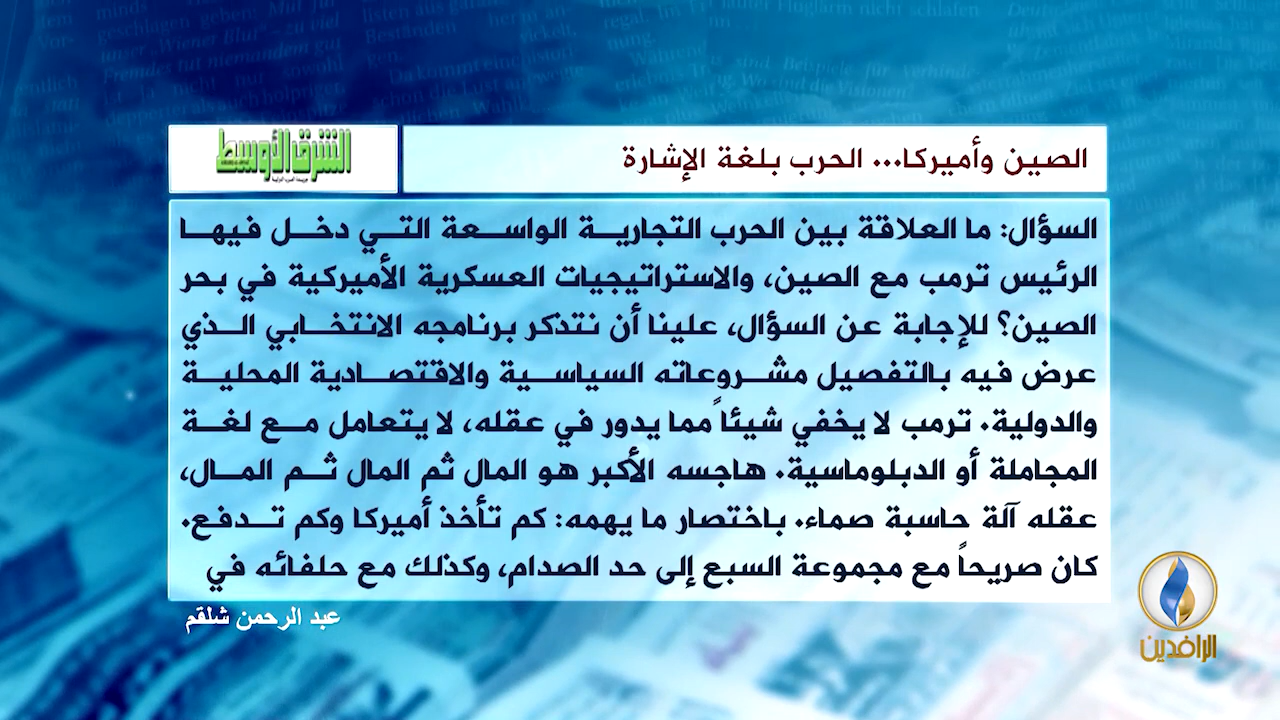 الصين وأميركا... الحرب بلغة الإشارة
الشرق الأوسط
السؤال: ما العلاقة بين الحرب التجارية الواسعة التي دخل فيها
الرئيس ترمب مع الصين، والاستراتيجيات العسكرية الأميركية في بحر
الصين؟ للإجابة عن السؤال، علينا أن نتذكر برنامجه الانتخابي الذي
عرض فيه بالتفصيل مشروعاته السياسية والاقتصادية المحلية
والدولية. ترمب لا يخفي شيئاً مما يدور في عقله، لا يتعامل مع لغة
المجاملة أو الدبلوماسية. هاجسه الأكبر هو المال ثم المال ثم المال،
عقله آلة حاسبة صماء. باختصار ما يهمه: كم تأخذ أميركا وكم تدفع.
كان صريحاً مع مجموعة السبع إلى حد الصدام، وكذلك مع حلفائه في
عبد الرحمن شلقم
الرافدين